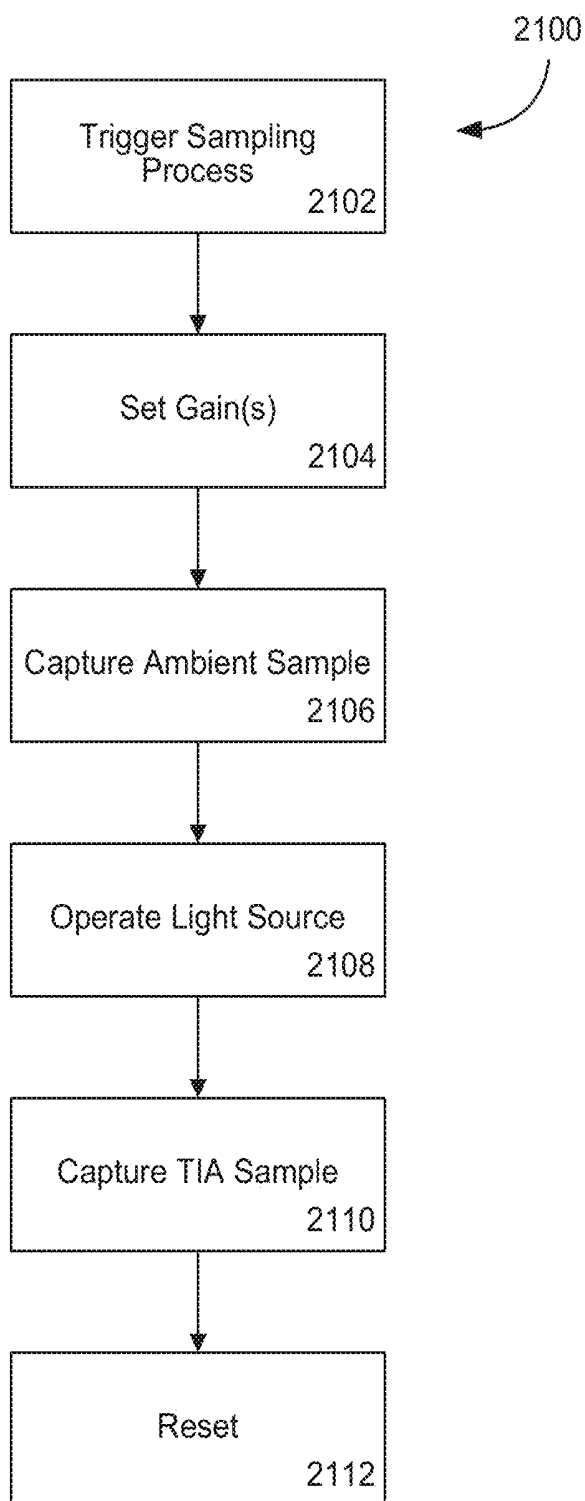 2100
Trigger Sampling
Process
2102
Set Gain(s)
2104
Capture Ambient Sample
2106
Operate Light Source
2108
Capture TIA Sample
2110
Reset
2112